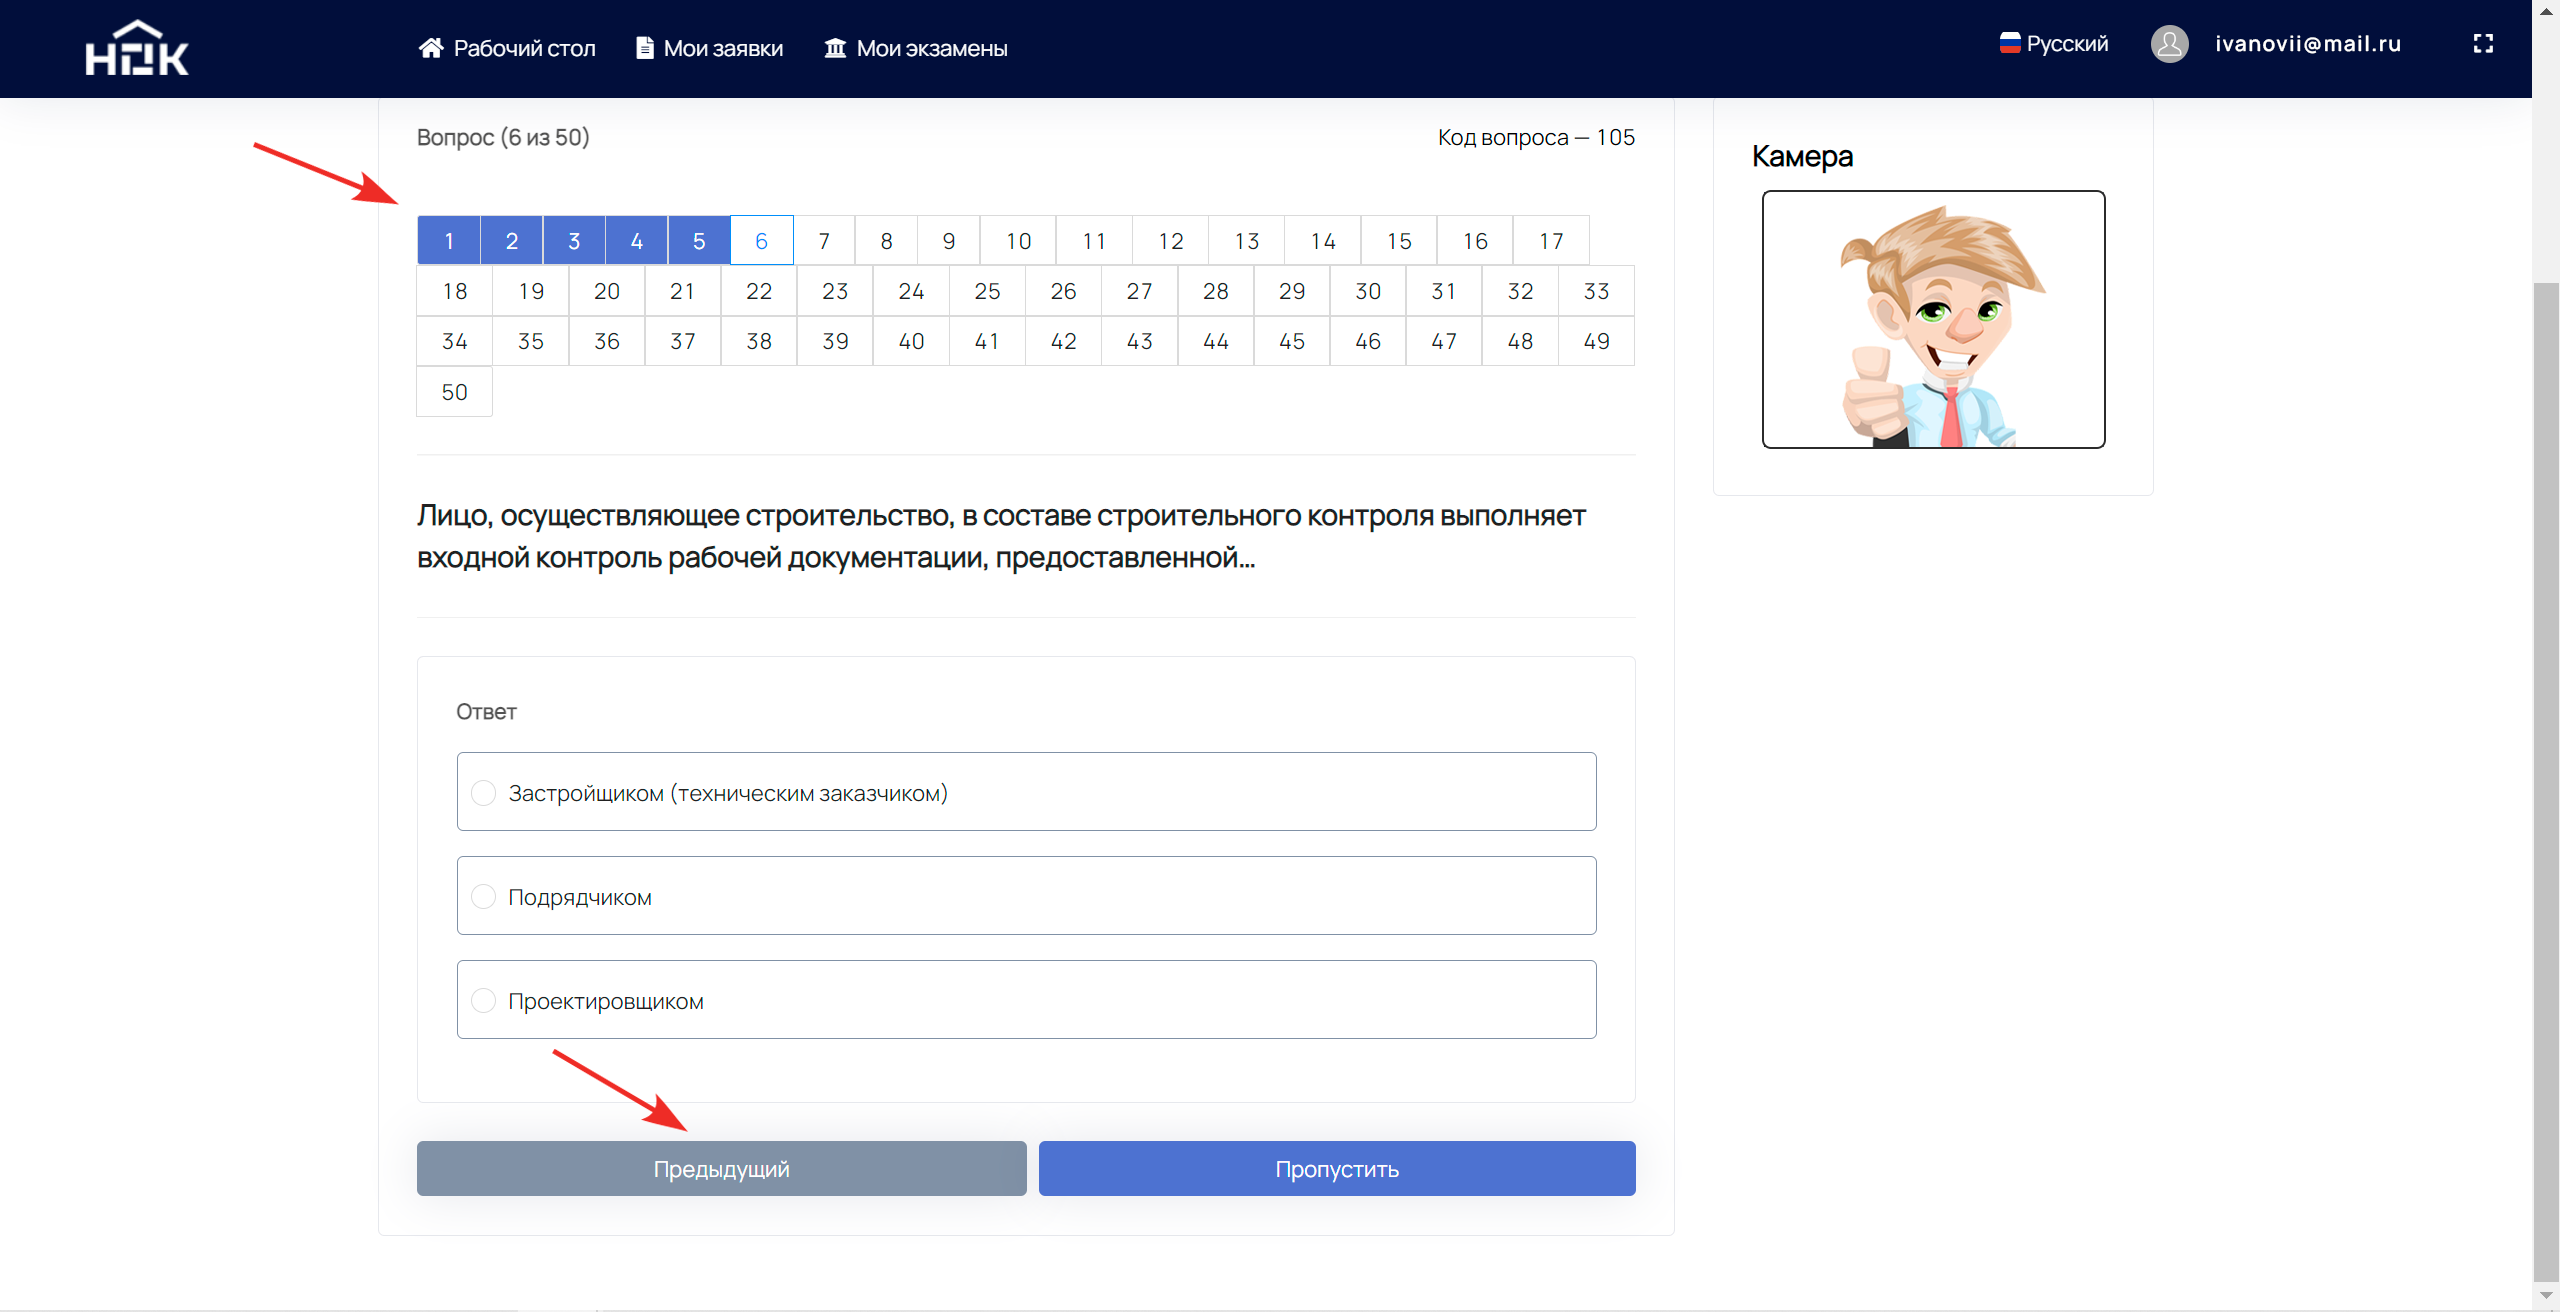 НОК
Рабочий стол
Мои заявки
Мои экзамены
Русский
ivanovii@mail.ru
Вопрос (6 из 50)
Код вопроса — 105
1 2 3 4 5 6 7 8 9 10 11 12 13 14 15 16 17
18 19 20 21 22 23 24 25 26 27 28 29 30 31 32 33
34 35 36 37 38 39 40 41 42 43 44 45 46 47 48 49
50
Лицо, осуществляющее строительство, в составе строительного контроля выполняет
входной контроль рабочей документации, предоставленной...
Ответ
Застройщиком (техническим заказчиком)
Подрядчиком
Проектировщиком
Предыдущий
Пропустить
Камера